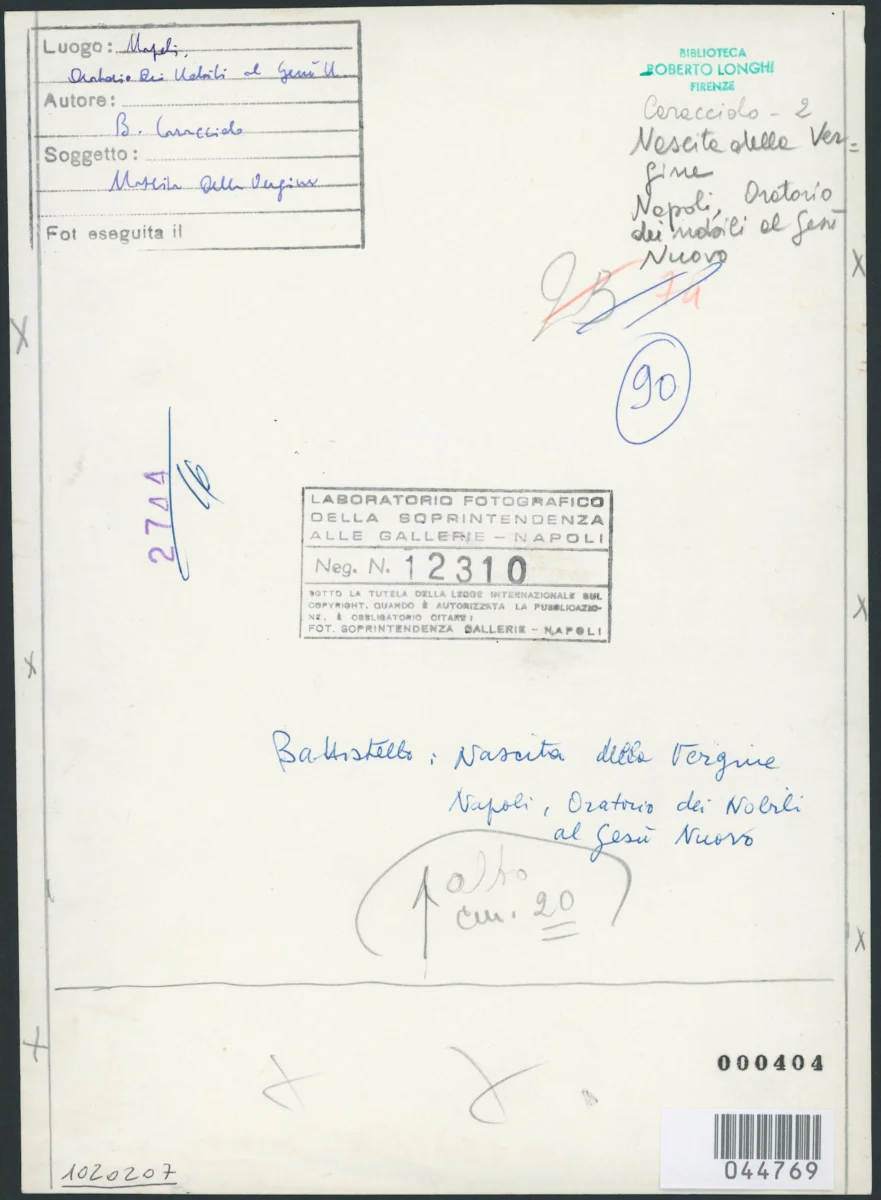 Luogo: Napoli,
Oratorio dei Nobili al Gesù N.
Autore:
B. Caracciolo
Soggetto:
Nascita della Vergine
Fot eseguita il
BIBLIOTECA
ROBERTO LONGHI
FIRENZE
Caracciolo - 2
Nascita della Ver=
gine
Napoli, Oratorio
dei nobili al Gesù
Nuovo
90
2744
LABORATORIO FOTOGRAFICO
DELLA SOPRINTENDENZA
ALLE GALLERIE - NAPOLI
Neg. N. 12310
SOTTO LA TUTELA DELLA LEGGE INTERNAZIONALE SUL
COPYRIGHT, QUANDO È AUTORIZZATA LA PUBBLICAZIO-
NE, È OBBLIGATORIO CITARE:
FOT. SOPRINTENDENZA GALLERIE - NAPOLI
Battistello: Nascita della Vergine
Napoli, Oratorio dei Nobili
al Gesù Nuovo
alto
cm. 20
000404
044769
1020207